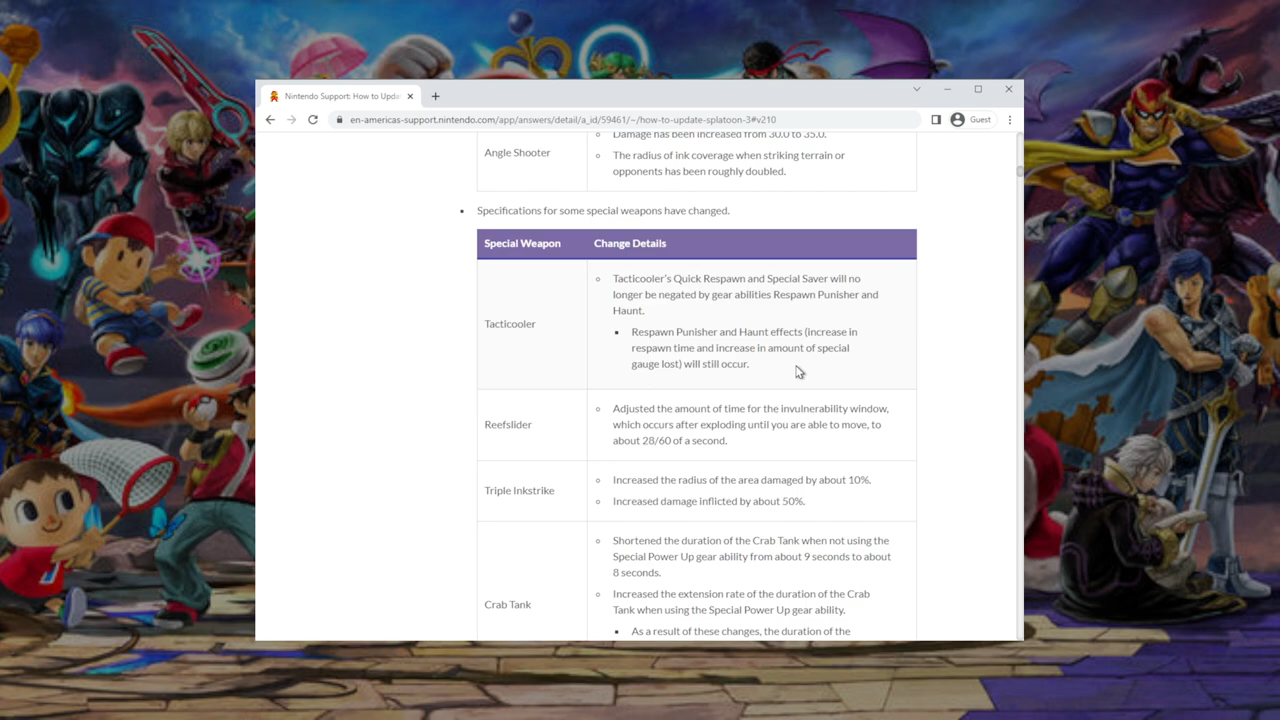 Nintendo Support: How to Upda
Guest
en-americas-support.nintendo.com/app/answers/detail/a_id/59461/~/how-to-update-splatoon-3#v210
Damage has been increased from 30.0 to 35.0.
Angle Shooter
The radius of ink coverage when striking terrain or
opponents has been roughly doubled.
Specifications for some special weapons have changed.
Special Weapon Change Details
Tacticooler
Tacticooler's Quick Respawn and Special Saver will no
longer be negated by gear abilities Respawn Punisher and
Haunt.
Respawn Punisher and Haunt effects (increase in
respawn time and increase in amount of special
gauge lost) will still occur.
Reefslider
Adjusted the amount of time for the invulnerability window,
which occurs after exploding until you are able to move, to
about 28/60 of a second.
Triple Inkstrike
Increased the radius of the area damaged by about 10%.
Increased damage inflicted by about 50%.
Crab Tank
Shortened the duration of the Crab Tank when not using the
Special Power Up gear ability from about 9 seconds to about
8 seconds.
Increased the extension rate of the duration of the Crab
Tank when using the Special Power Up gear ability.
As a result of these changes, the duration of the